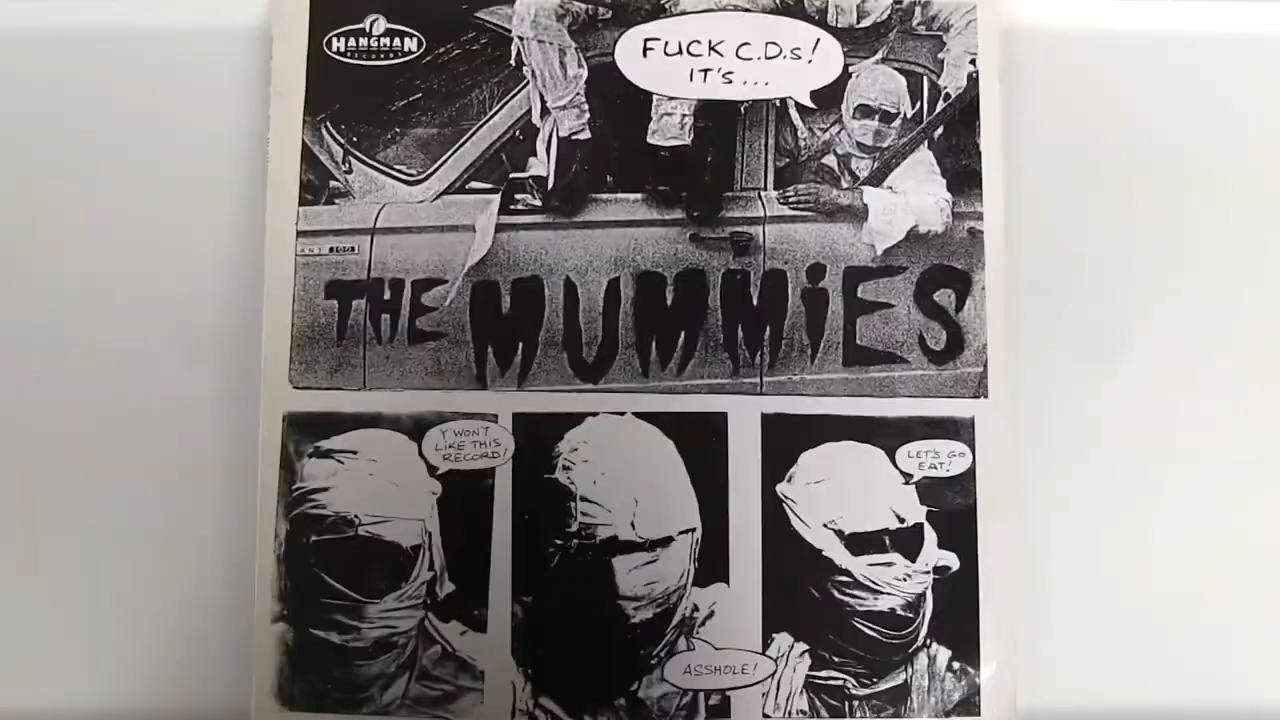 HANGMAN
RECORDS
FUCK C.D.s!
IT'S...
THE MUMMiES
Y'WON'T
LIKE THIS
RECORD!
ASSHOLE!
LET'S GO
EAT!